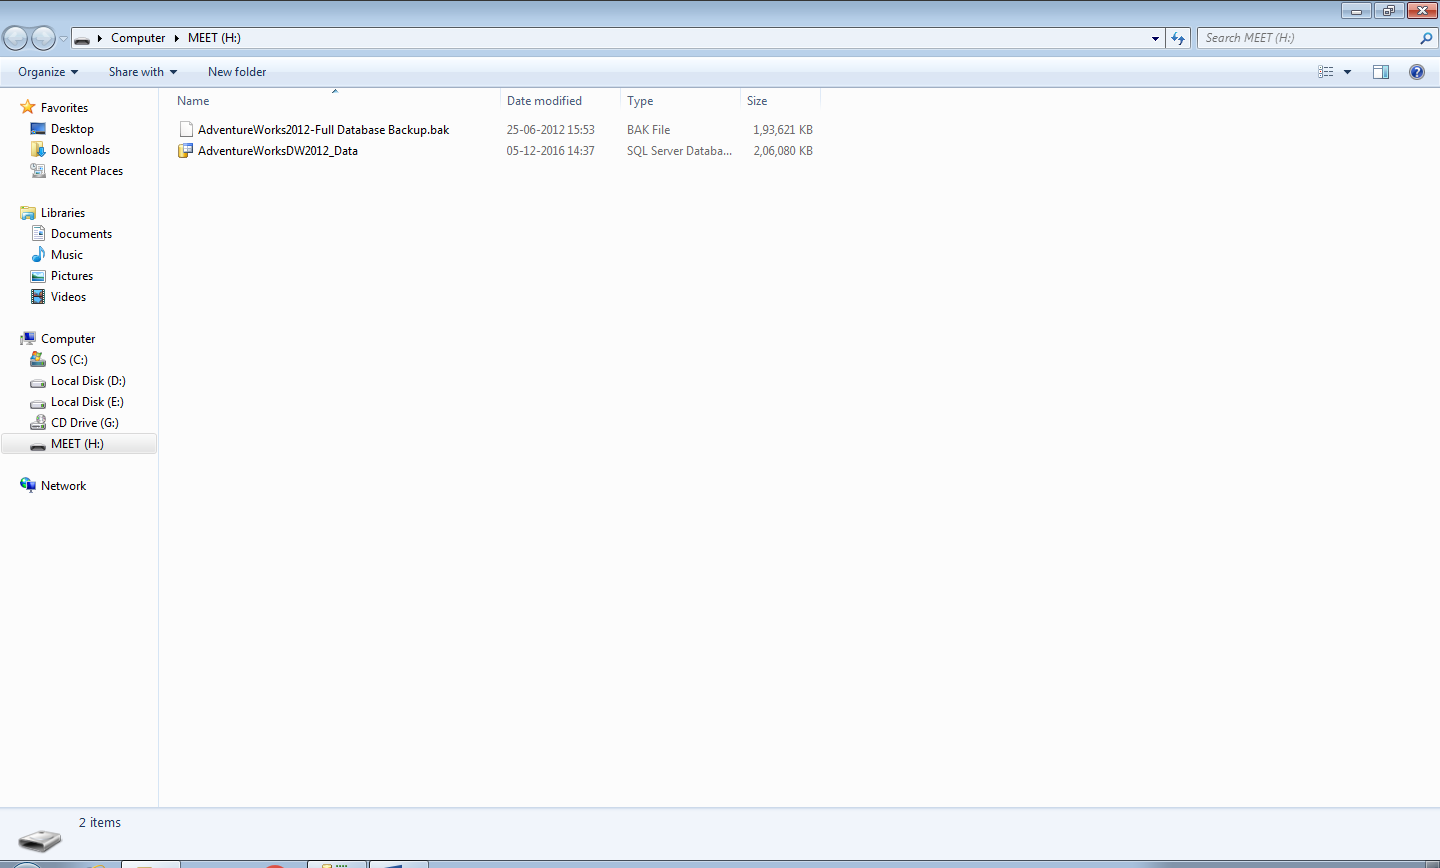 Computer MEET (H:) Search MEET (H:)
Organize Share with New folder
Name Date modified Type Size
AdventureWorks2012-Full Database Backup.bak 25-06-2012 15:53 BAK File 1,93,621 KB
AdventureWorksDW2012_Data 05-12-2016 14:37 SQL Server Databa... 2,06,080 KB
Favorites
Desktop
Downloads
Recent Places
Libraries
Documents
Music
Pictures
Videos
Computer
OS (C:)
Local Disk (D:)
Local Disk (E:)
CD Drive (G:)
MEET (H:)
Network
2 items